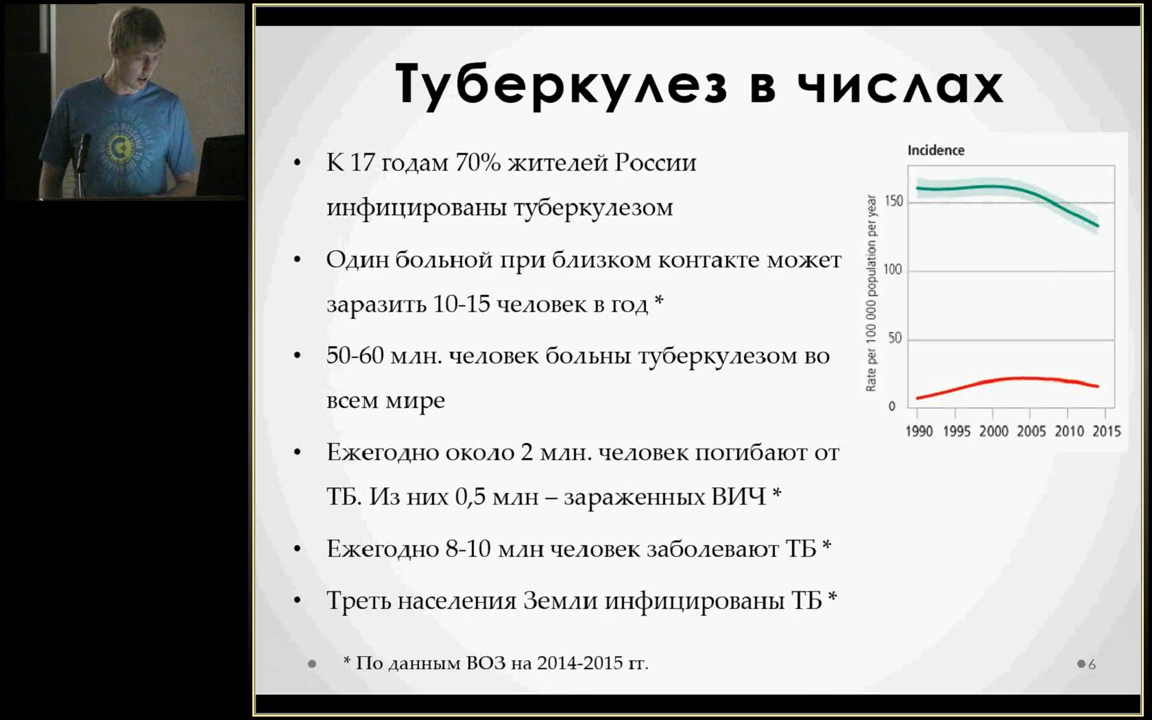 Туберкулез в числах
• К 17 годам 70% жителей России
инфицированы туберкулезом
• Один больной при близком контакте может
заразить 10-15 человек в год *
• 50-60 млн. человек больны туберкулезом во
всем мире
• Ежегодно около 2 млн. человек погибают от
ТБ. Из них 0,5 млн – зараженных ВИЧ *
• Ежегодно 8-10 млн человек заболевают ТБ *
• Треть населения Земли инфицированы ТБ *
* По данным ВОЗ на 2014-2015 гг.
Incidence
Rate per 100 000 population per year
150
100
50
0
1990 1995 2000 2005 2010 2015
6